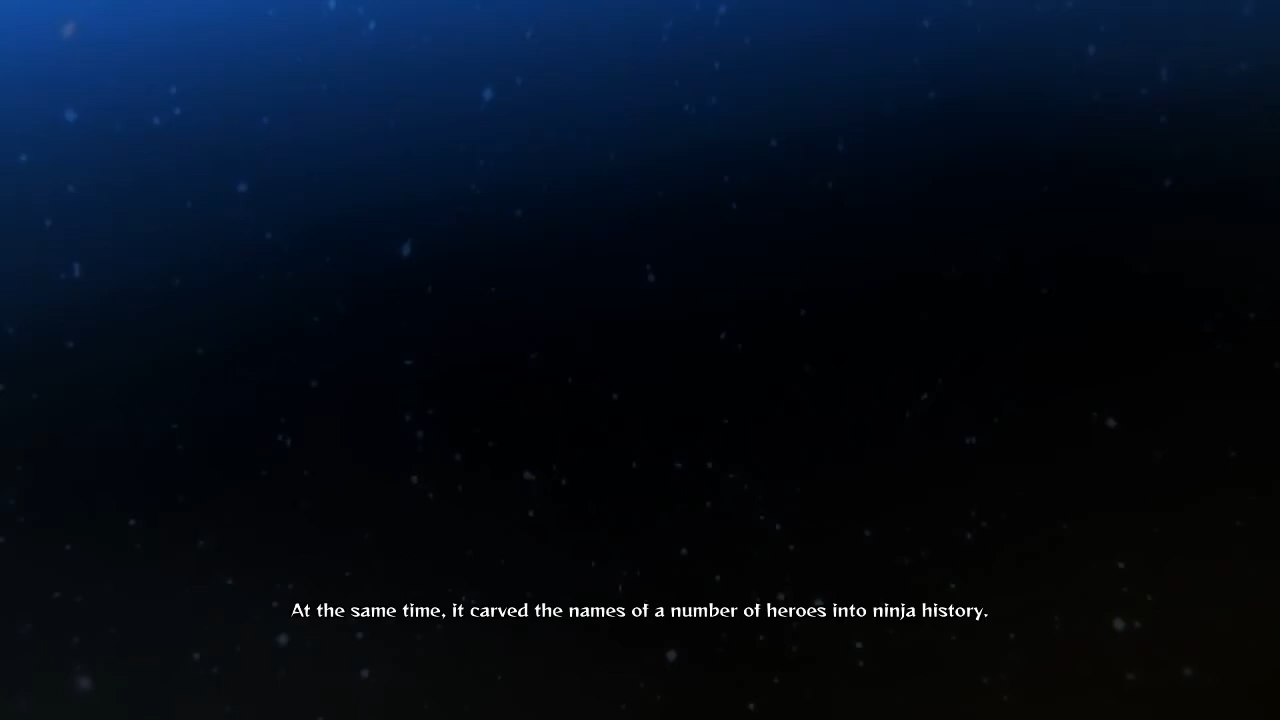 At the same time, it carved the names of a number of heroes into ninja history.